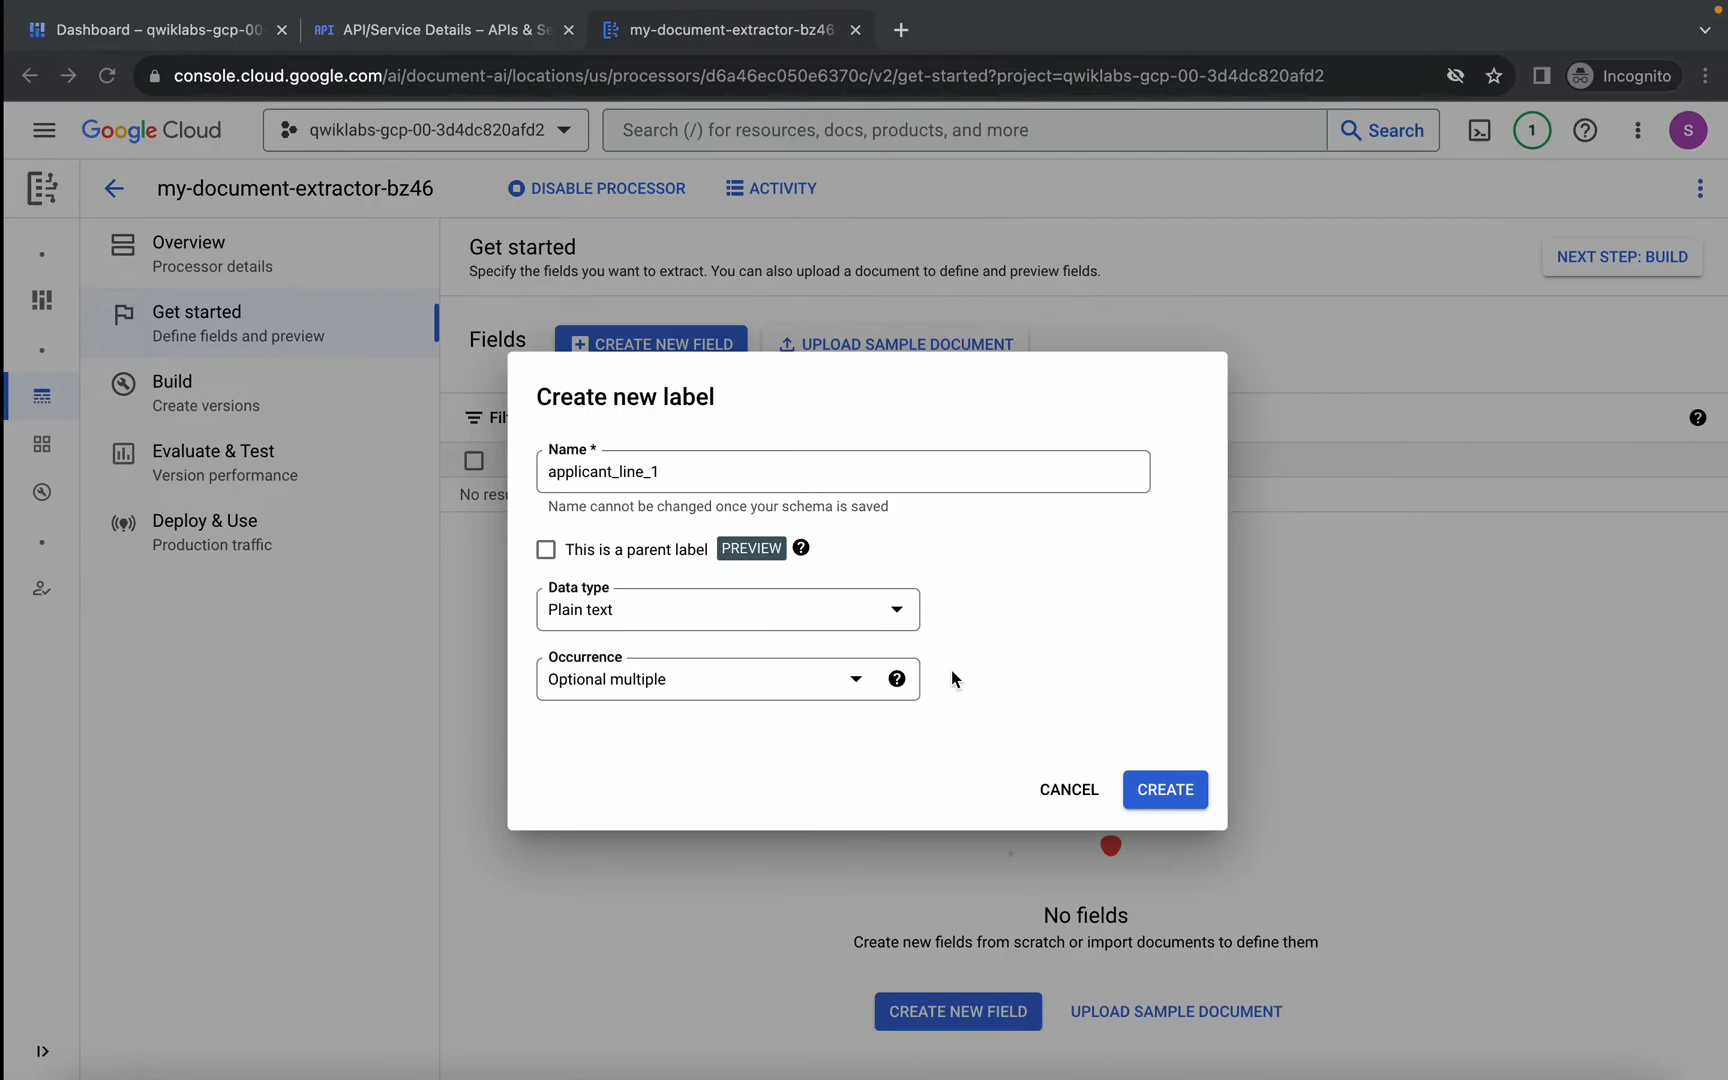 Dashboard – qwiklabs-gcp-00
API API/Service Details – APIs & Se
my-document-extractor-bz46
console.cloud.google.com/ai/document-ai/locations/us/processors/d6a46ec050e6370c/v2/get-started?project=qwiklabs-gcp-00-3d4dc820afd2
Incognito
Google Cloud
qwiklabs-gcp-00-3d4dc820afd2
Search (/) for resources, docs, products, and more
Search
1
S
my-document-extractor-bz46
DISABLE PROCESSOR
ACTIVITY
Overview
Processor details
Get started
Define fields and preview
Build
Create versions
Evaluate & Test
Version performance
Deploy & Use
Production traffic
Get started
Specify the fields you want to extract. You can also upload a document to define and preview fields.
NEXT STEP: BUILD
Fields
CREATE NEW FIELD
UPLOAD SAMPLE DOCUMENT
Fil
No resu
Create new label
Name *
applicant_line_1
Name cannot be changed once your schema is saved
This is a parent label PREVIEW
Data type
Plain text
Occurrence
Optional multiple
CANCEL
CREATE
No fields
Create new fields from scratch or import documents to define them
CREATE NEW FIELD
UPLOAD SAMPLE DOCUMENT